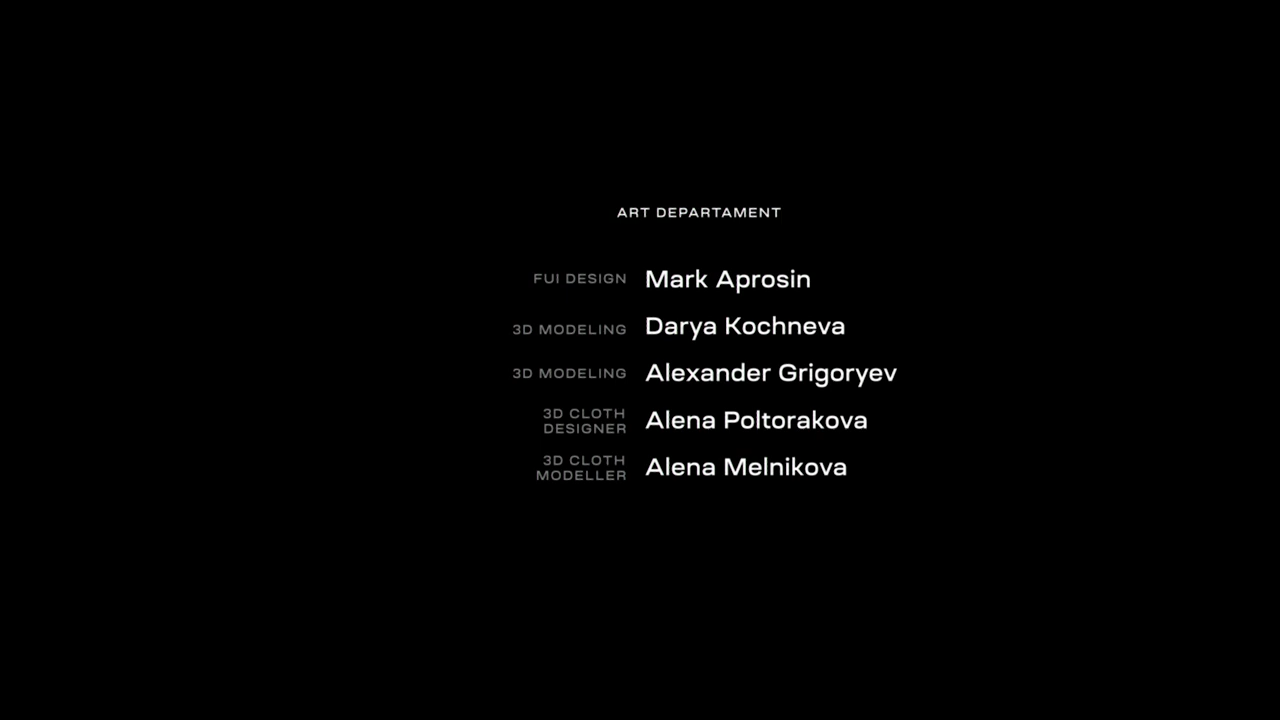 ART DEPARTAMENT
FUI DESIGN Mark Aprosin
3D MODELING Darya Kochneva
3D MODELING Alexander Grigoryev
3D CLOTH
DESIGNER Alena Poltorakova
3D CLOTH
MODELLER Alena Melnikova